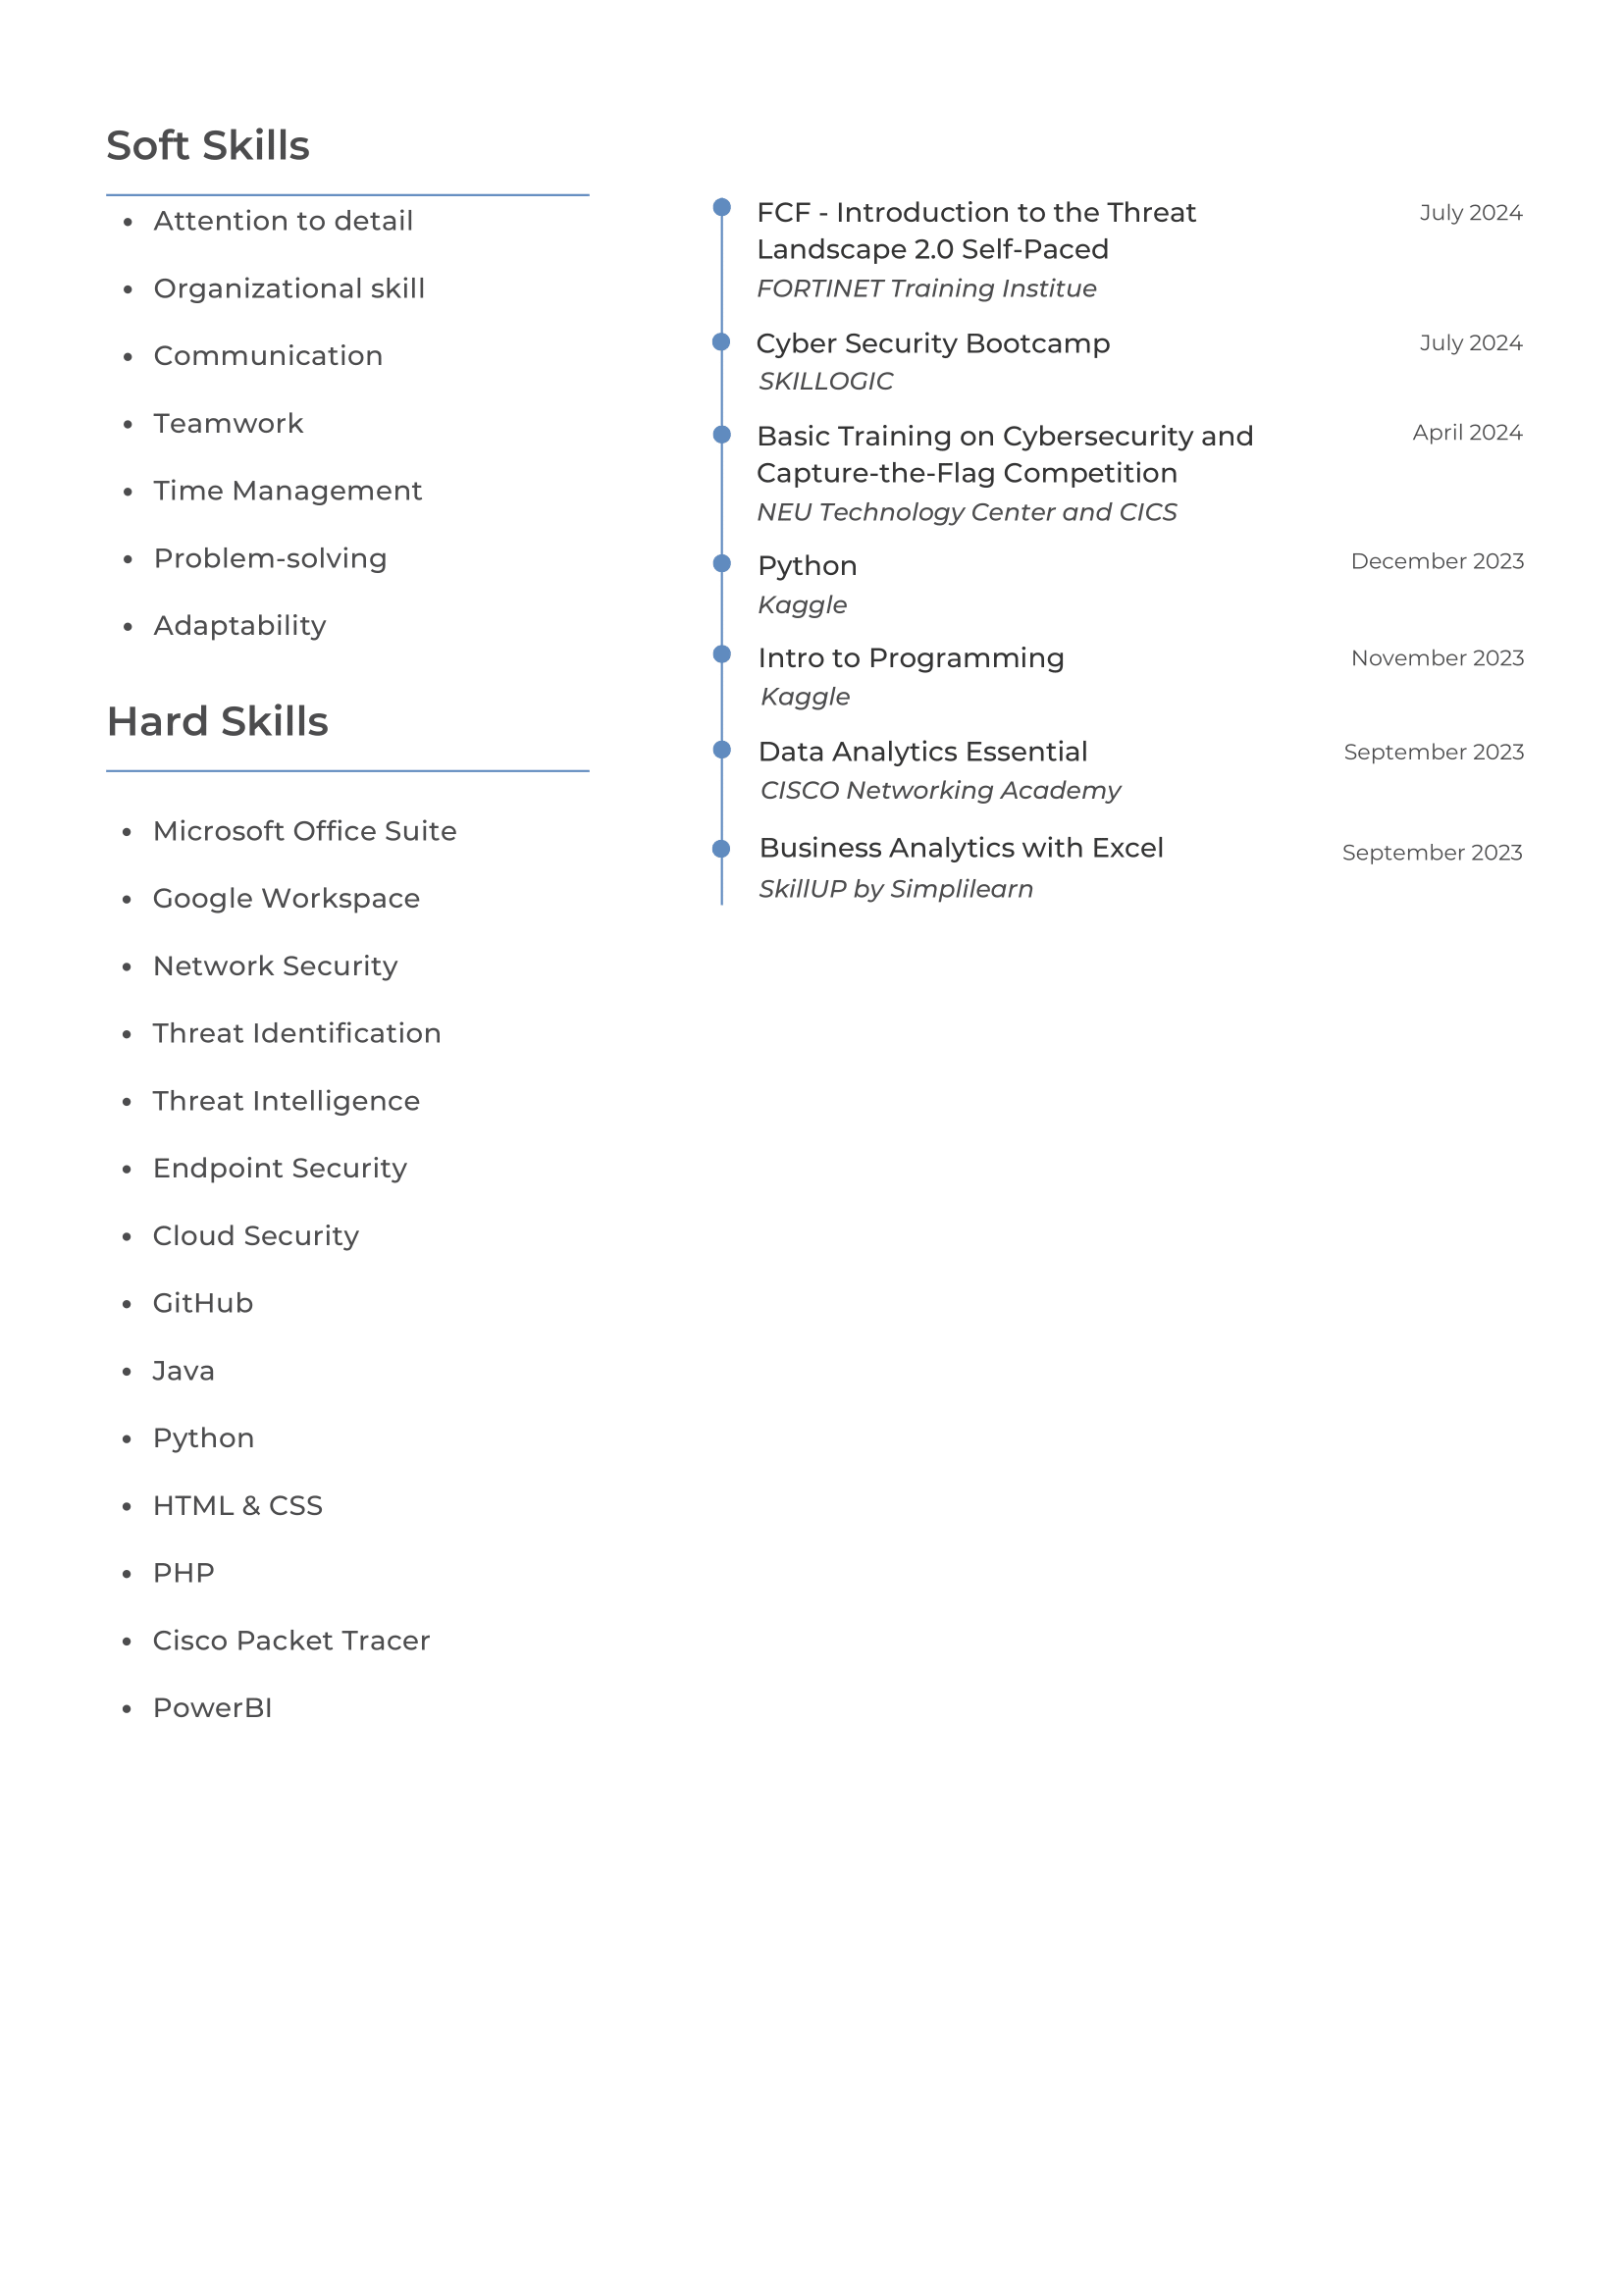 Soft Skills
• Attention to detail
• Organizational skill
• Communication
• Teamwork
• Time Management
• Problem-solving
• Adaptability
Hard Skills
• Microsoft Office Suite
• Google Workspace
• Network Security
• Threat Identification
• Threat Intelligence
• Endpoint Security
• Cloud Security
• GitHub
• Java
• Python
• HTML & CSS
• PHP
• Cisco Packet Tracer
• PowerBI
FCF - Introduction to the Threat July 2024
Landscape 2.0 Self-Paced
FORTINET Training Institue
Cyber Security Bootcamp July 2024
SKILLOGIC
Basic Training on Cybersecurity and April 2024
Capture-the-Flag Competition
NEU Technology Center and CICS
Python December 2023
Kaggle
Intro to Programming November 2023
Kaggle
Data Analytics Essential September 2023
CISCO Networking Academy
Business Analytics with Excel September 2023
SkillUP by Simplilearn